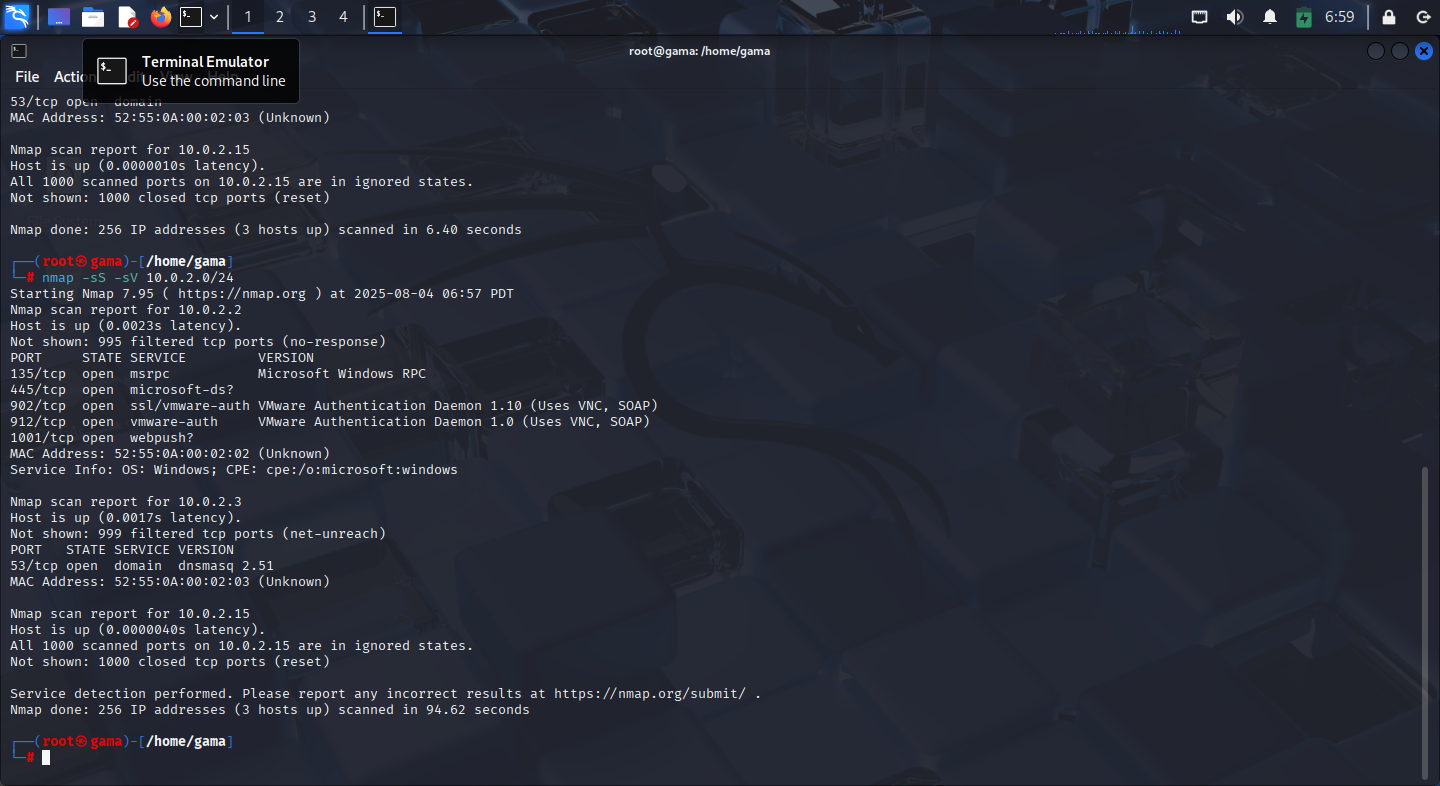 1 2 3 4 6:59
root@gama: /home/gama
File Action Edit View Help
Terminal Emulator
Use the command line
53/tcp open  domain
MAC Address: 52:55:0A:00:02:03 (Unknown)
Nmap scan report for 10.0.2.15
Host is up (0.0000010s latency).
All 1000 scanned ports on 10.0.2.15 are in ignored states.
Not shown: 1000 closed tcp ports (reset)
File System
Nmap done: 256 IP addresses (3 hosts up) scanned in 6.40 seconds
┌──(root㉿gama)-[/home/gama]
└─# nmap -sS -sV 10.0.2.0/24
Starting Nmap 7.95 ( https://nmap.org ) at 2025-08-04 06:57 PDT
Nmap scan report for 10.0.2.2
Host is up (0.0023s latency).
Not shown: 995 filtered tcp ports (no-response)
PORT     STATE SERVICE         VERSION
135/tcp  open  msrpc           Microsoft Windows RPC
445/tcp  open  microsoft-ds?
902/tcp  open  ssl/vmware-auth VMware Authentication Daemon 1.10 (Uses VNC, SOAP)
912/tcp  open  vmware-auth     VMware Authentication Daemon 1.0 (Uses VNC, SOAP)
1001/tcp open  webpush?
MAC Address: 52:55:0A:00:02:02 (Unknown)
Service Info: OS: Windows; CPE: cpe:/o:microsoft:windows
Nmap scan report for 10.0.2.3
Host is up (0.0017s latency).
Not shown: 999 filtered tcp ports (net-unreach)
PORT   STATE SERVICE VERSION
53/tcp open  domain  dnsmasq 2.51
MAC Address: 52:55:0A:00:02:03 (Unknown)
Nmap scan report for 10.0.2.15
Host is up (0.0000040s latency).
All 1000 scanned ports on 10.0.2.15 are in ignored states.
Not shown: 1000 closed tcp ports (reset)
Service detection performed. Please report any incorrect results at https://nmap.org/submit/ .
Nmap done: 256 IP addresses (3 hosts up) scanned in 94.62 seconds
┌──(root㉿gama)-[/home/gama]
└─#